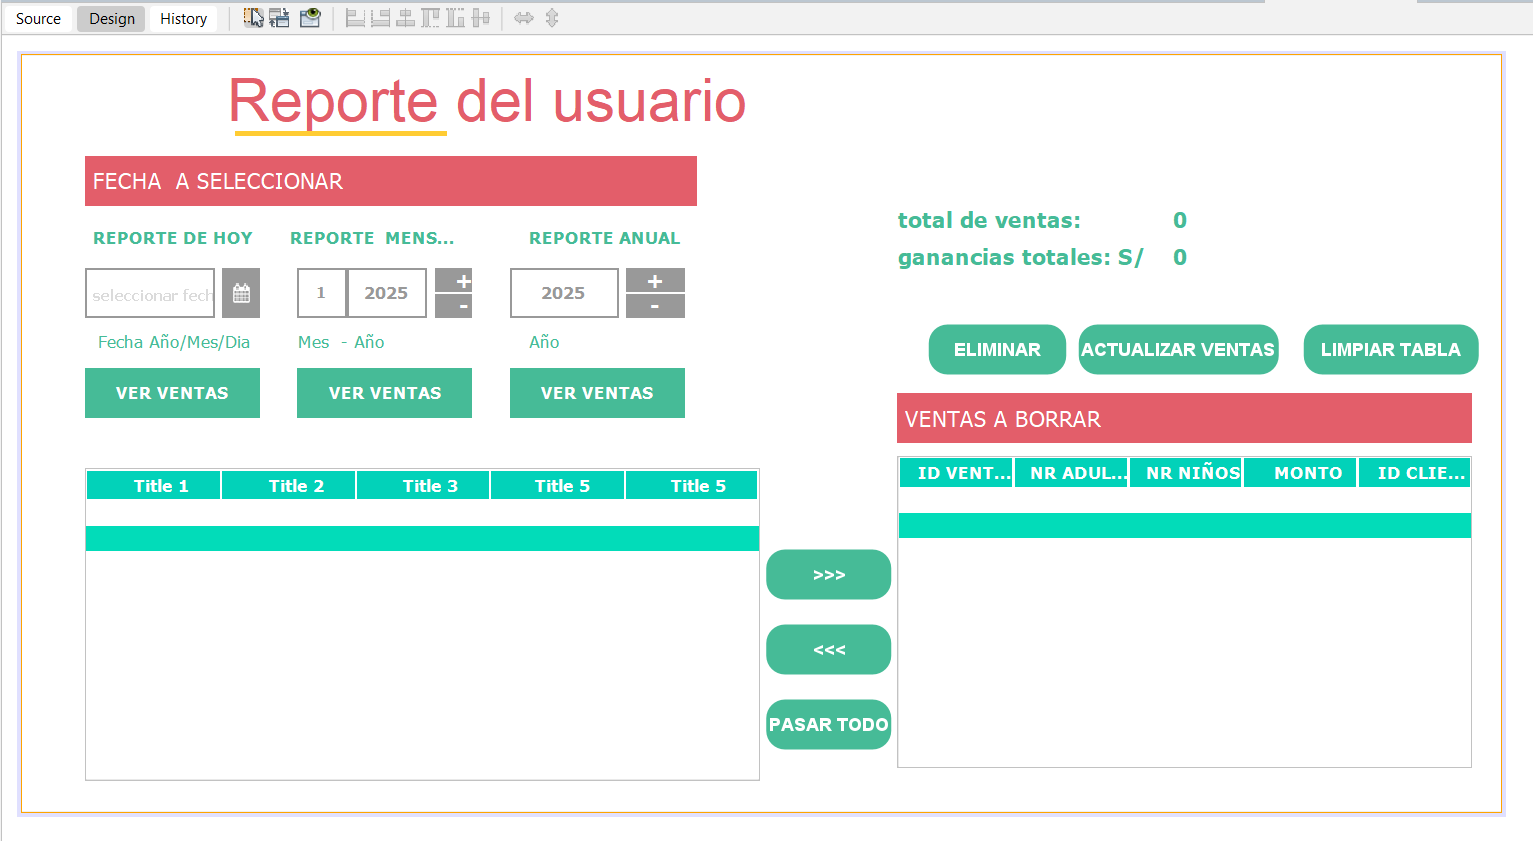 Source Design History
Reporte del usuario
FECHA  A SELECCIONAR
REPORTE DE HOY
REPORTE  MENS...
REPORTE ANUAL
seleccionar fech
1
2025
+
-
2025
+
-
Fecha Año/Mes/Dia
Mes  - Año
Año
VER VENTAS
VER VENTAS
VER VENTAS
total de ventas: 0
ganancias totales: S/ 0
ELIMINAR
ACTUALIZAR VENTAS
LIMPIAR TABLA
VENTAS A BORRAR
Title 1 Title 2 Title 3 Title 5 Title 5
ID VENT... NR ADUL... NR NIÑOS MONTO ID CLIE...
>>>
<<<
PASAR TODO